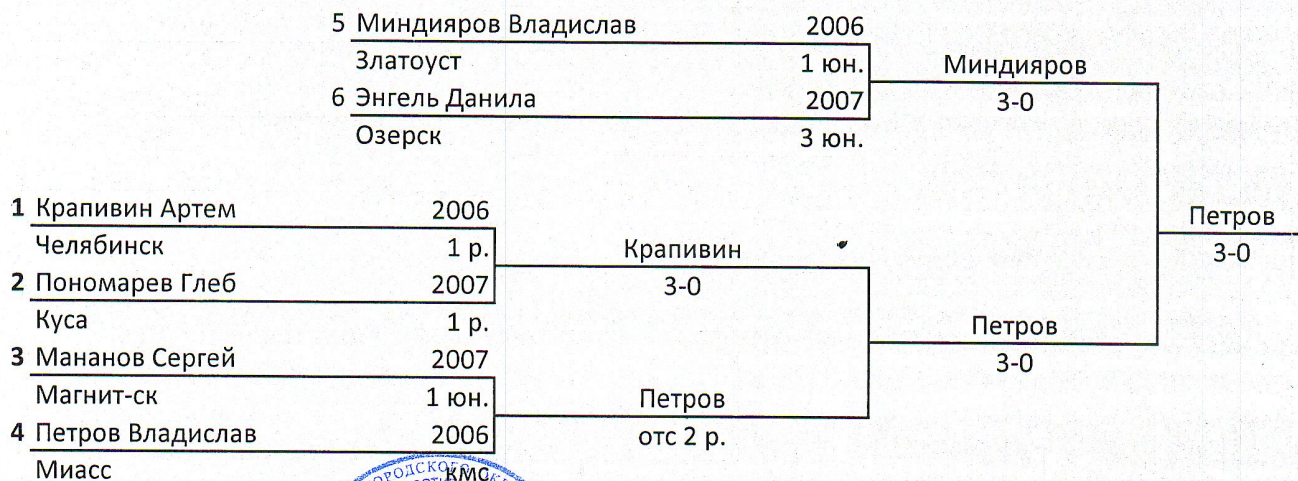 5 Миндияров Владислав 2006
Златоуст 1 юн.
Миндияров
6 Энгель Данила 2007
3-0
Озерск 3 юн.
1 Крапивин Артем 2006
Петров
Челябинск 1 р.
Крапивин
3-0
2 Пономарев Глеб 2007
3-0
Куса 1 р.
Петров
3 Мананов Сергей 2007
3-0
Магнит-ск 1 юн.
Петров
4 Петров Владислав 2006
отс 2 р.
Миасс кмс